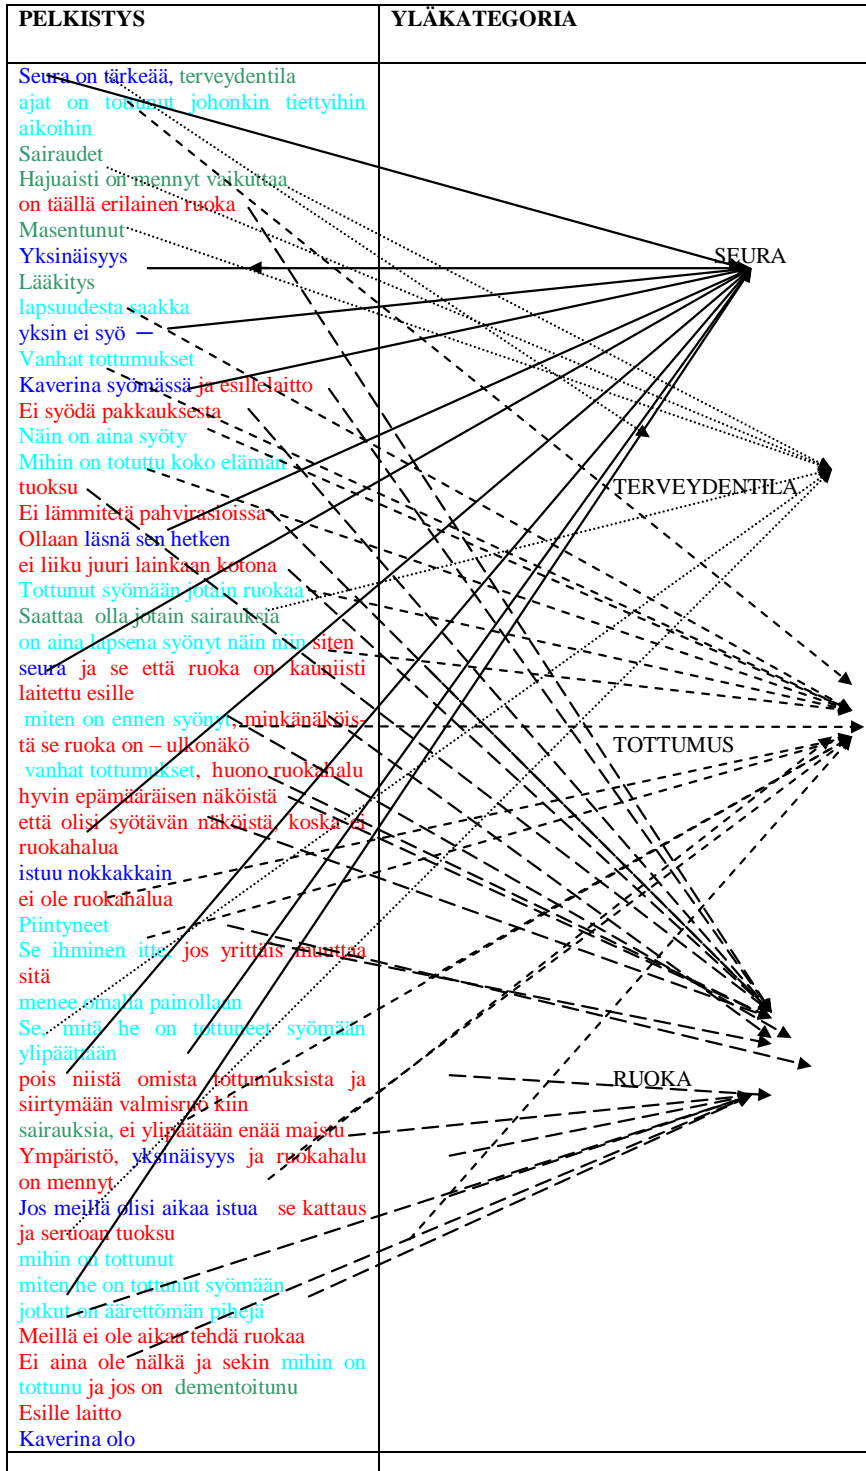 PELKISTYS
YLÄKATEGORIA
Seura on tärkeää, terveydentila
ajat on tottunut johonkin tiettyihin
aikoihin
Sairaudet
Hajuaisti on mennyt vaikuttaa
on täällä erilainen ruoka
Masentunut
Yksinäisyys
Lääkitys
lapsuudesta saakka
yksin ei syö –
Vanhat tottumukset
Kaverina syömässä ja esillelaitto
Ei syödä pakkauksesta
Näin on aina syöty
Mihin on totuttu koko elämän
tuoksu
Ei lämmitetä pahvirasioissa
Ollaan läsnä sen hetken
ei liiku juuri lainkaan kotona
Tottunut syömään jotain ruokaa
Saattaa olla jotain sairauksia
on aina lapsena syönyt näin niin siten
seura ja se että ruoka on kauniisti
laitettu esille
miten on ennen syönyt, minkänäköis-
tä se ruoka on – ulkonäkö
vanhat tottumukset, huono ruokahalu
hyvin epämääräisen näköistä
että olisi syötävän näköistä, koska ei
ruokahalua
istuu nokkakkain
ei ole ruokahalua
Piintyneet
Se ihminen itte, jos yrittäis muuttaa
sitä
menee omalla painollaan
Se, mitä he on tottuneet syömään
ylipäättään
pois niistä omista tottumuksista ja
siirtymään valmisruo kiin
sairauksia, ei ylipäätään enää maistu
Ympäristö, yksinäisyys ja ruokahalu
on mennyt
Jos meillä olisi aikaa istua se kattaus
ja seruoan tuoksu
mihin on tottunut
miten he on tottunut syömään
jotkut on äärettömän pihejä
Meillä ei ole aikaa tehdä ruokaa
Ei aina ole nälkä ja sekin mihin on
tottunu ja jos on dementoitunu
Esille laitto
Kaverina olo
SEURA
TERVEYDENTILA
TOTTUMUS
RUOKA